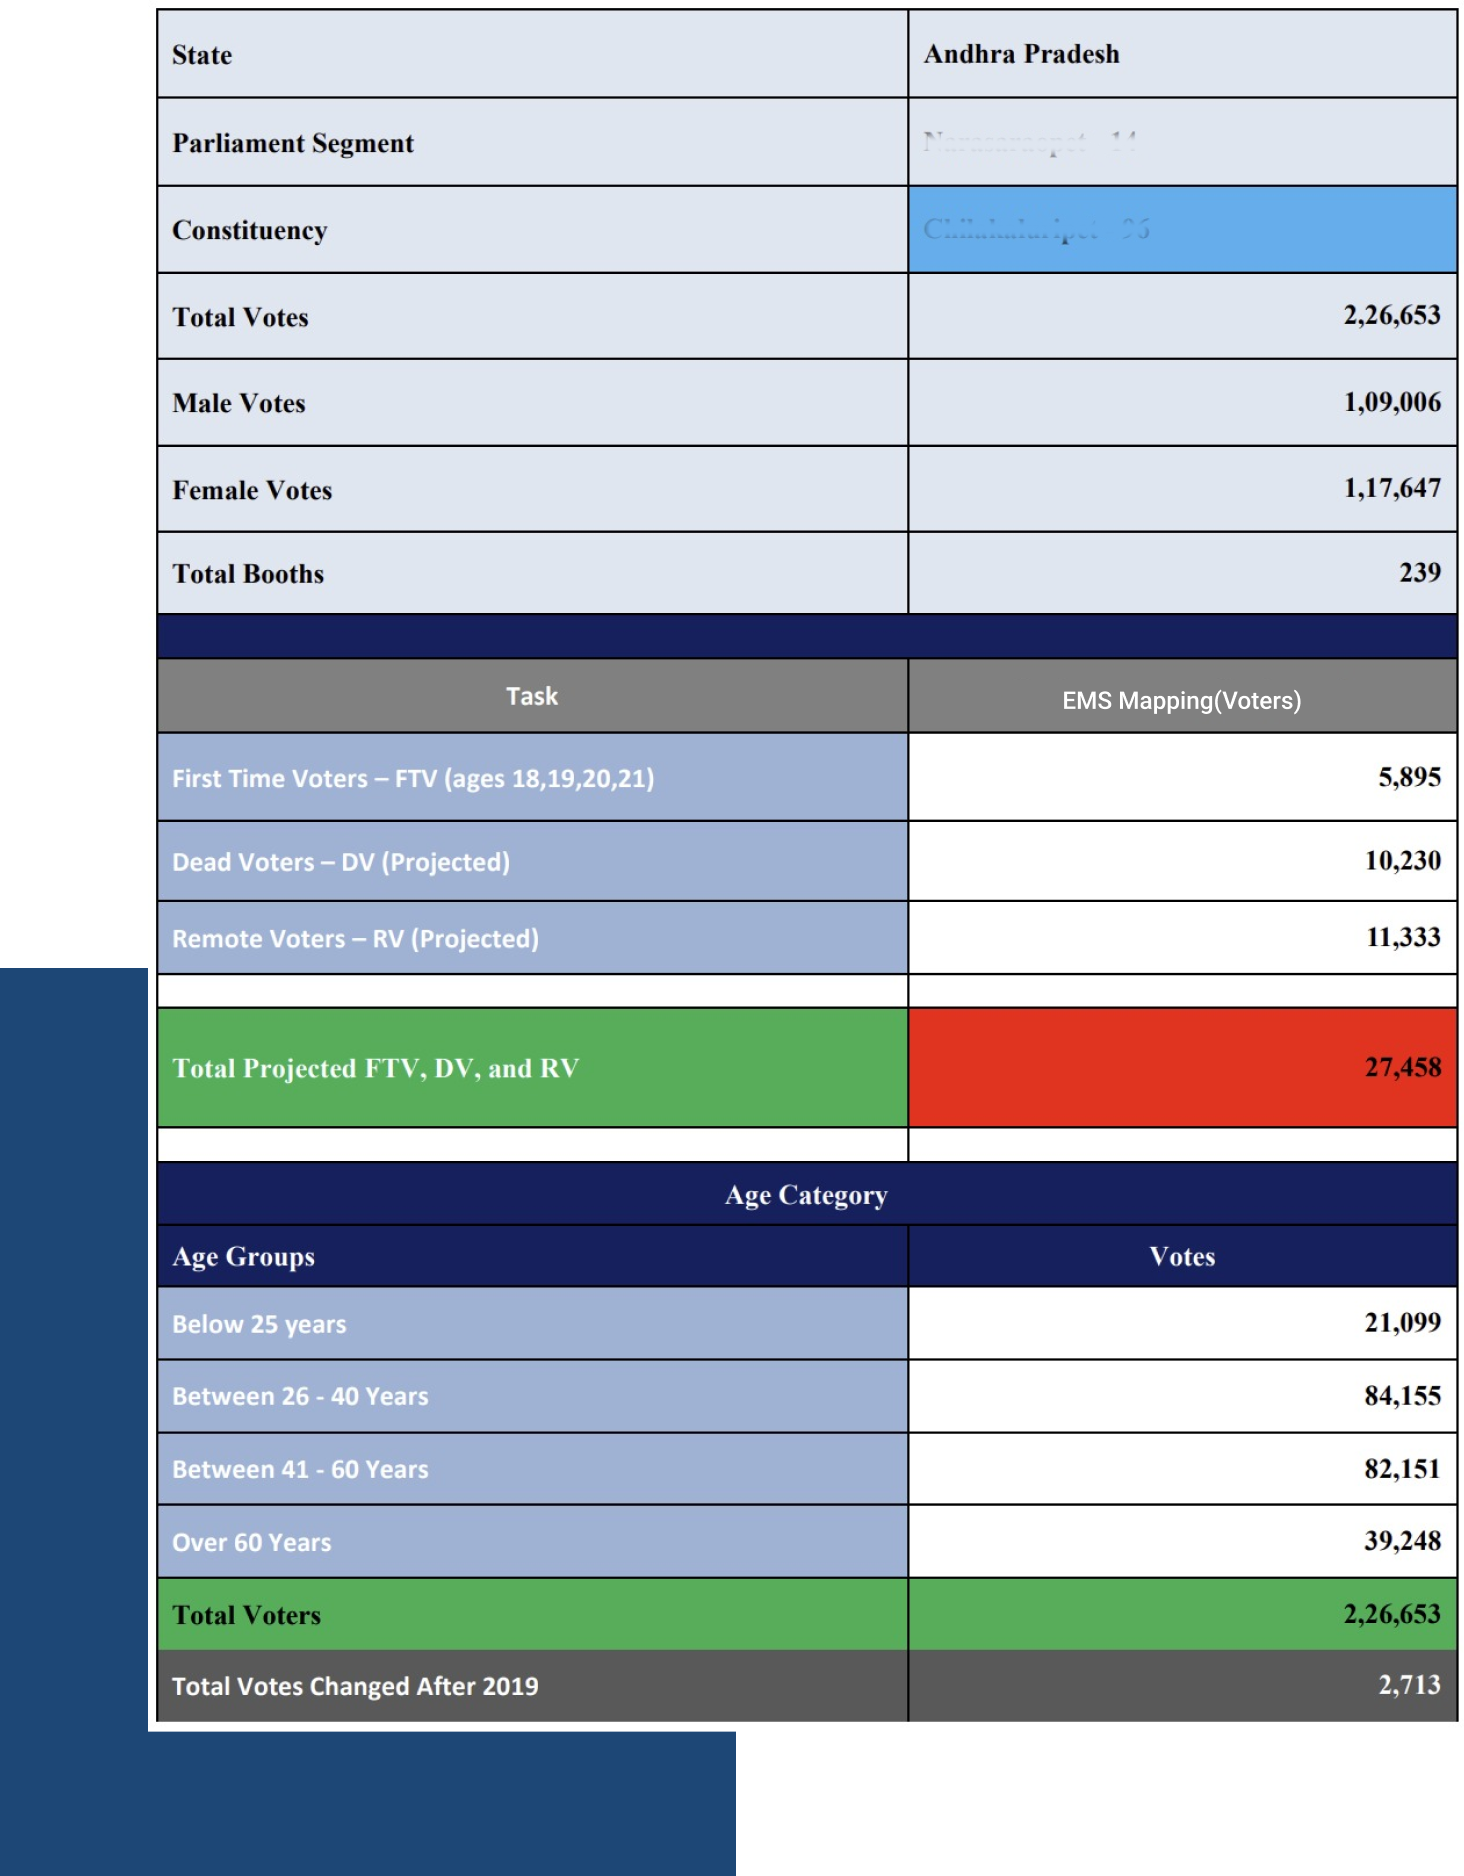 State Andhra Pradesh
Parliament Segment
Constituency
Total Votes 2,26,653
Male Votes 1,09,006
Female Votes 1,17,647
Total Booths 239
Task EMS Mapping(Voters)
First Time Voters – FTV (ages 18,19,20,21) 5,895
Dead Voters – DV (Projected) 10,230
Remote Voters – RV (Projected) 11,333
Total Projected FTV, DV, and RV 27,458
Age Category
Age Groups Votes
Below 25 years 21,099
Between 26 - 40 Years 84,155
Between 41 - 60 Years 82,151
Over 60 Years 39,248
Total Voters 2,26,653
Total Votes Changed After 2019 2,713